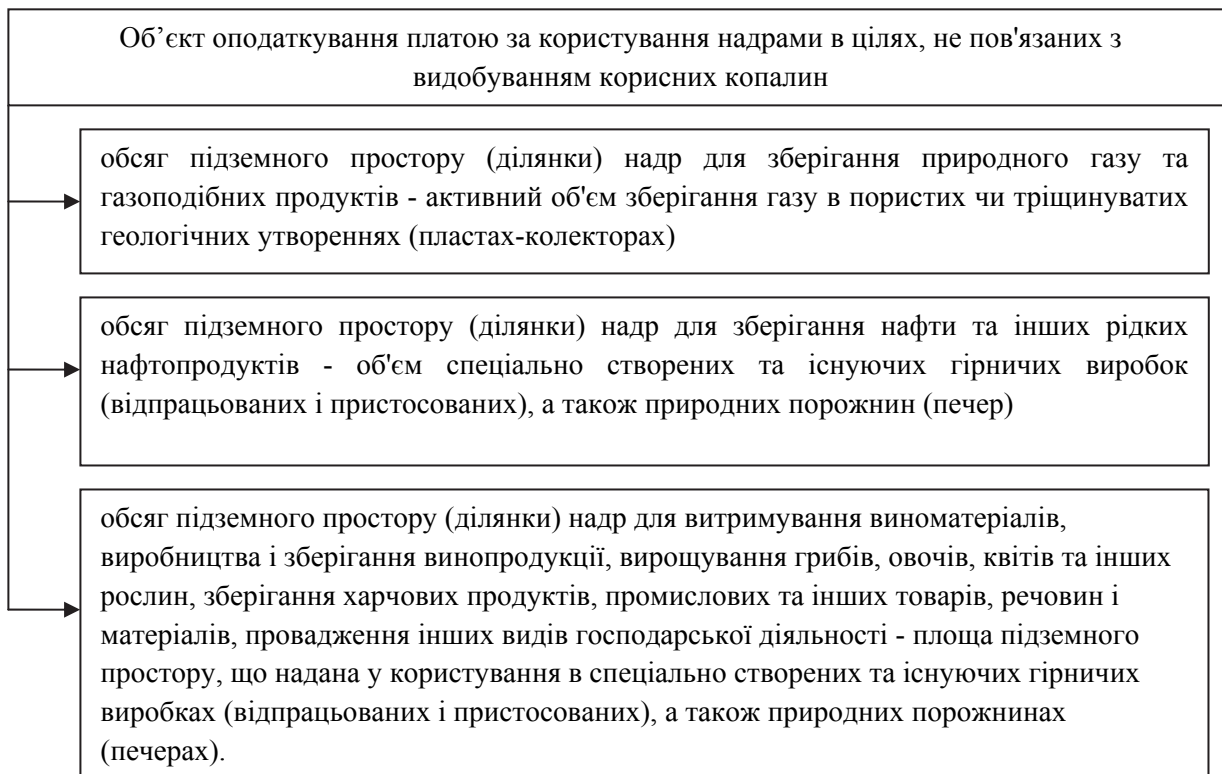 Об’єкт оподаткування платою за користування надрами в цілях, не пов'язаних з
видобуванням корисних копалин
обсяг підземного простору (ділянки) надр для зберігання природного газу та
газоподібних продуктів - активний об'єм зберігання газу в пористих чи тріщинуватих
геологічних утвореннях (пластах-колекторах)
обсяг підземного простору (ділянки) надр для зберігання нафти та інших рідких
нафтопродуктів - об'єм спеціально створених та існуючих гірничих виробок
(відпрацьованих і пристосованих), а також природних порожнин (печер)
обсяг підземного простору (ділянки) надр для витримування виноматеріалів,
виробництва і зберігання винопродукції, вирощування грибів, овочів, квітів та інших
рослин, зберігання харчових продуктів, промислових та інших товарів, речовин і
матеріалів, провадження інших видів господарської діяльності - площа підземного
простору, що надана у користування в спеціально створених та існуючих гірничих
виробках (відпрацьованих і пристосованих), а також природних порожнинах
(печерах).